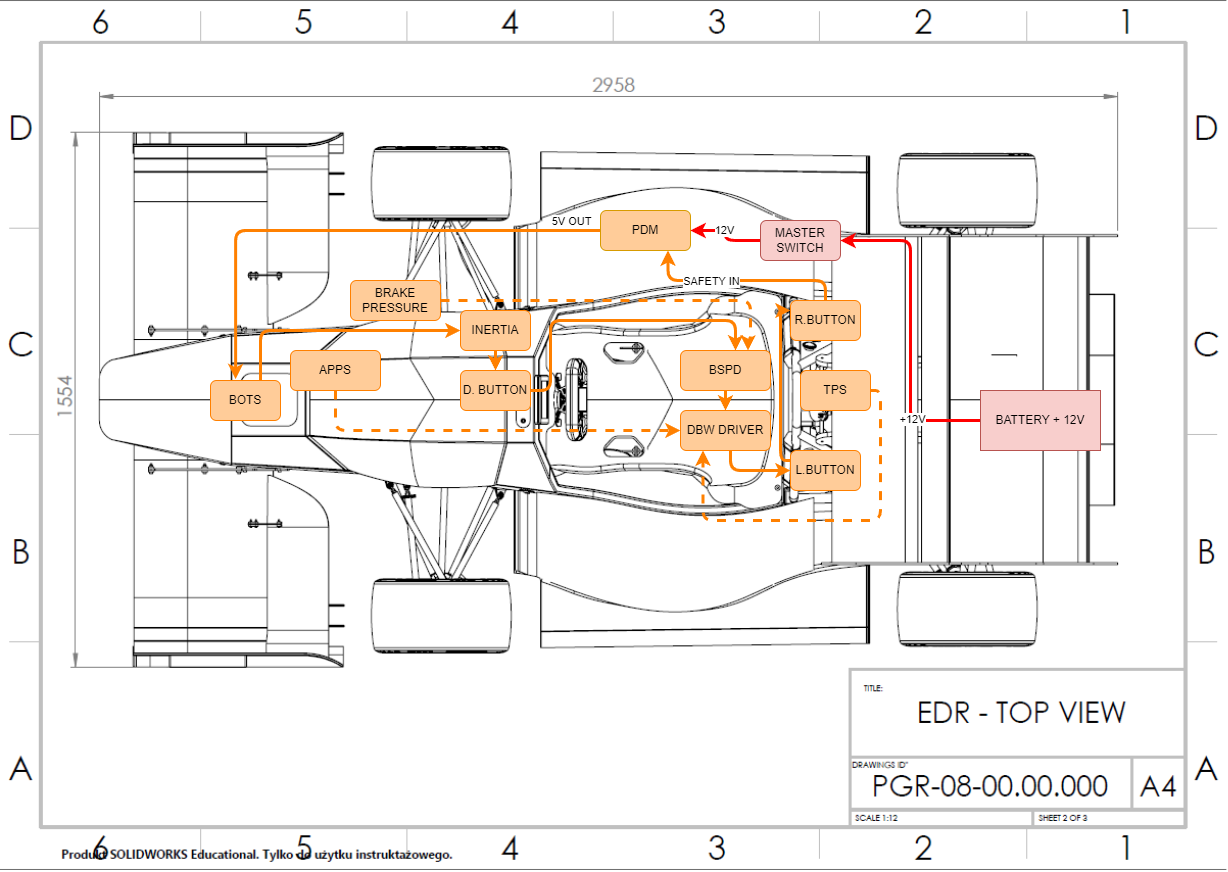 6 5 4 3 2 1
2958
D D
5V OUT
PDM
12V
MASTER
SWITCH
SAFETY IN
BRAKE
PRESSURE
INERTIA
R.BUTTON
C C
APPS
BSPD
1554
BOTS
D. BUTTON
TPS
+12V
BATTERY + 12V
DBW DRIVER
L.BUTTON
B B
TITLE:
EDR - TOP VIEW
A A
DRAWINGS ID"
PGR-08-00.00.000
A4
SCALE 1:12
SHEET 2 OF 3
6 5 4 3 2 1
Produkt SOLIDWORKS Educational. Tylko do użytku instruktażowego.